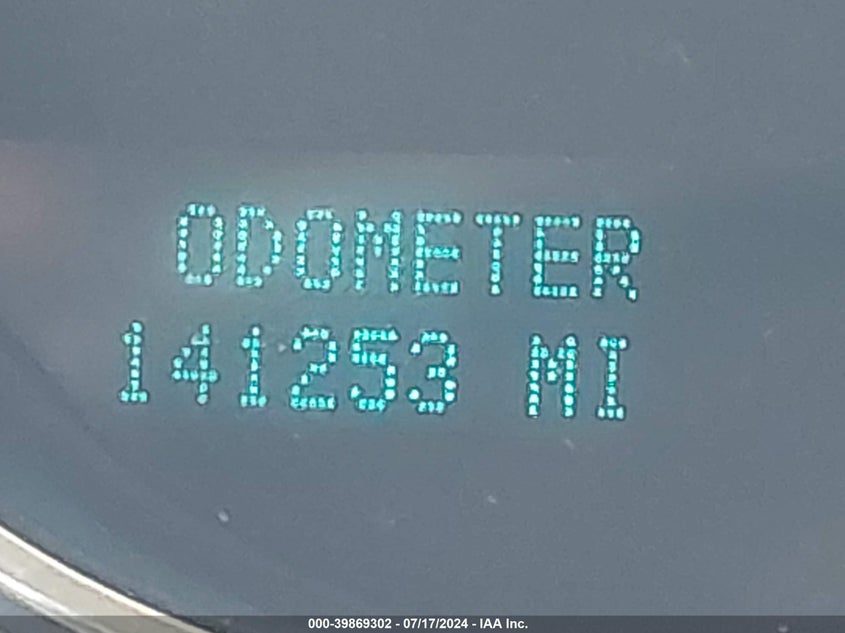 ODOMETER
141253 MI
000-39869302 - 07/17/2024 - IAA Inc.